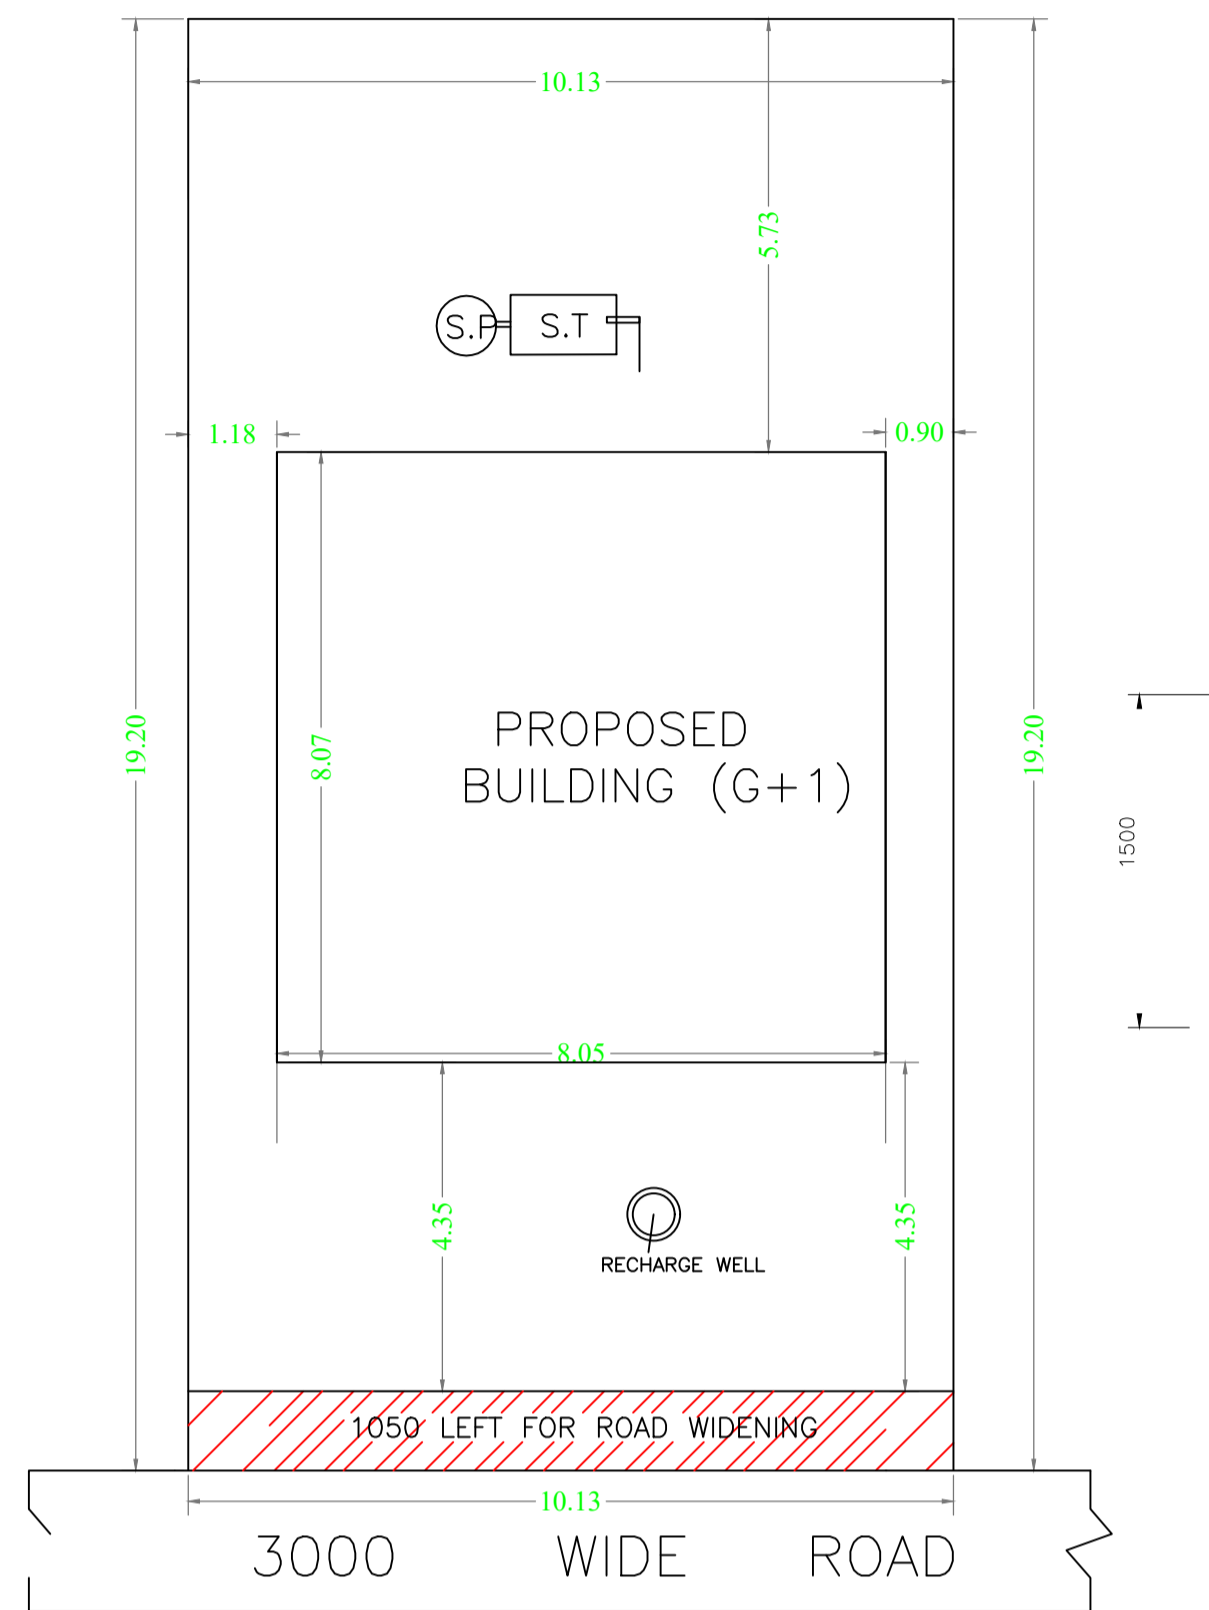 10.13
5.73
S.P
S.T
1.18
0.90
19.20
8.07
PROPOSED
BUILDING (G+1)
19.20
1500
8.05
4.35
4.35
RECHARGE WELL
1050 LEFT FOR ROAD WIDENING
10.13
3000 WIDE ROAD